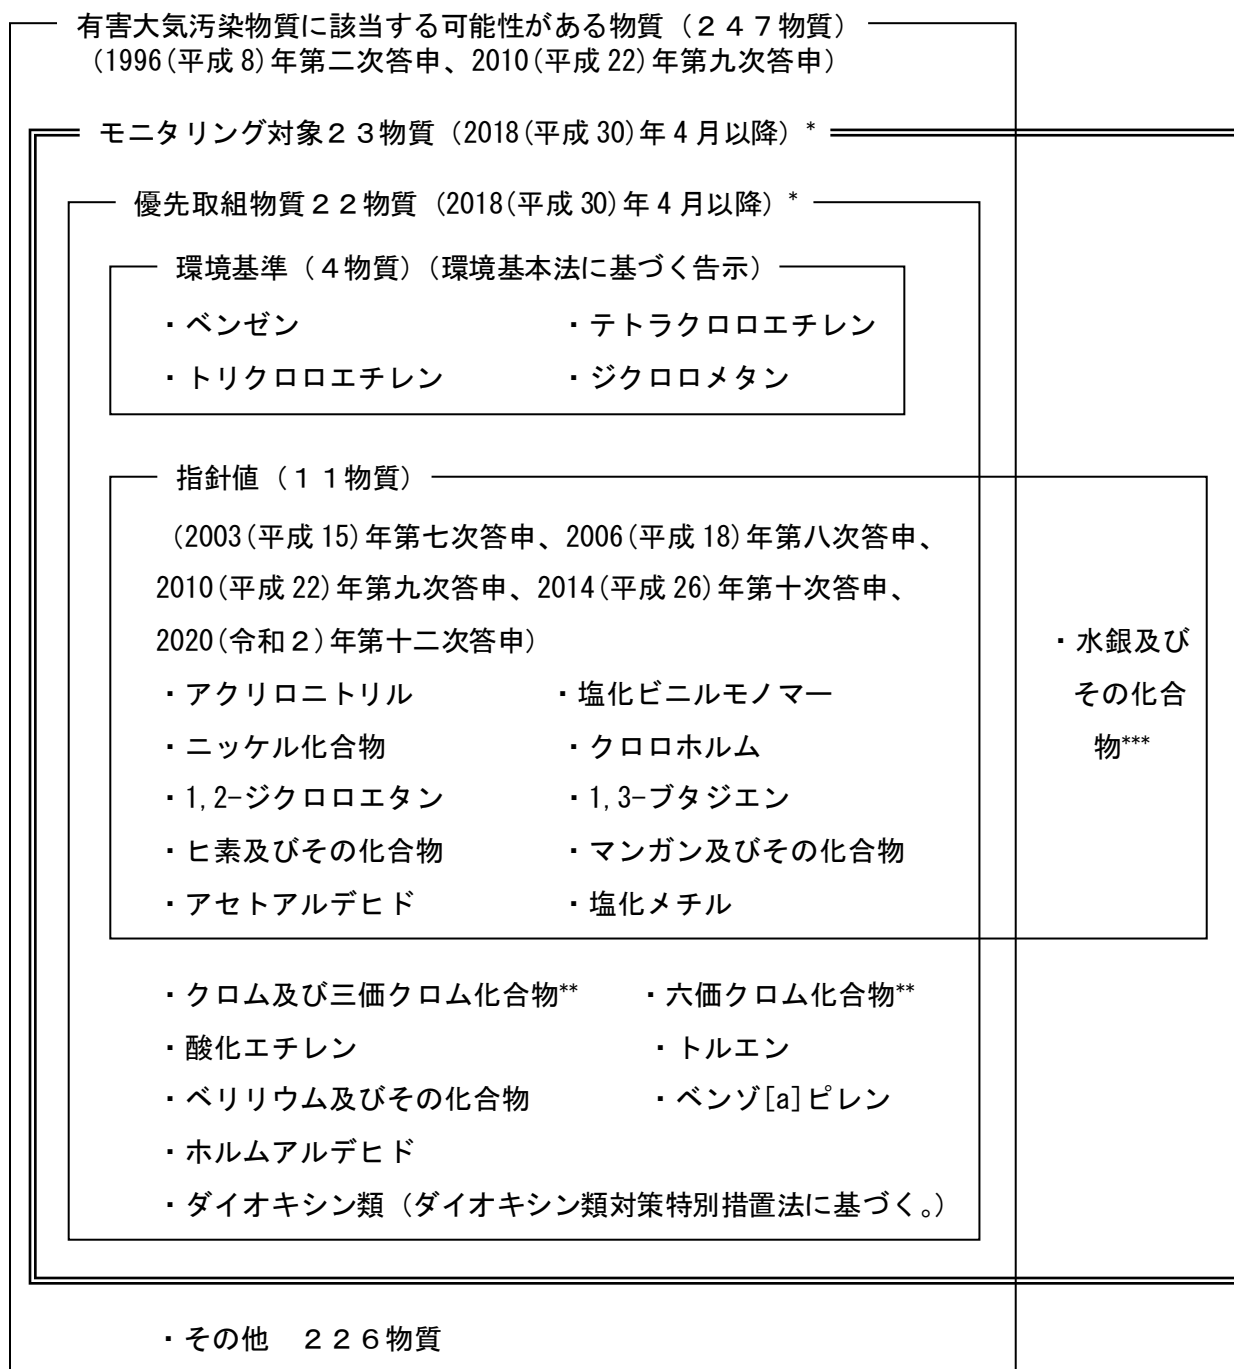 有害大気汚染物質に該当する可能性がある物質（２４７物質）
（1996(平成 8)年第二次答申、2010(平成 22)年第九次答申）
モニタリング対象２３物質（2018(平成 30)年 4 月以降）*
優先取組物質２２物質（2018(平成 30)年 4 月以降）*
環境基準（４物質）（環境基本法に基づく告示）
・ベンゼン ・テトラクロロエチレン
・トリクロロエチレン ・ジクロロメタン
指針値（１１物質）
（2003(平成 15)年第七次答申、2006(平成 18)年第八次答申、
2010(平成 22)年第九次答申、2014(平成 26)年第十次答申、
2020(令和２)年第十二次答申）
・アクリロニトリル ・塩化ビニルモノマー
・ニッケル化合物 ・クロロホルム
・1,2-ジクロロエタン ・1,3-ブタジエン
・ヒ素及びその化合物 ・マンガン及びその化合物
・アセトアルデヒド ・塩化メチル
・水銀及び
その化合
物***
・クロム及び三価クロム化合物** ・六価クロム化合物**
・酸化エチレン ・トルエン
・ベリリウム及びその化合物 ・ベンゾ[a]ピレン
・ホルムアルデヒド
・ダイオキシン類（ダイオキシン類対策特別措置法に基づく。）
・その他　２２６物質